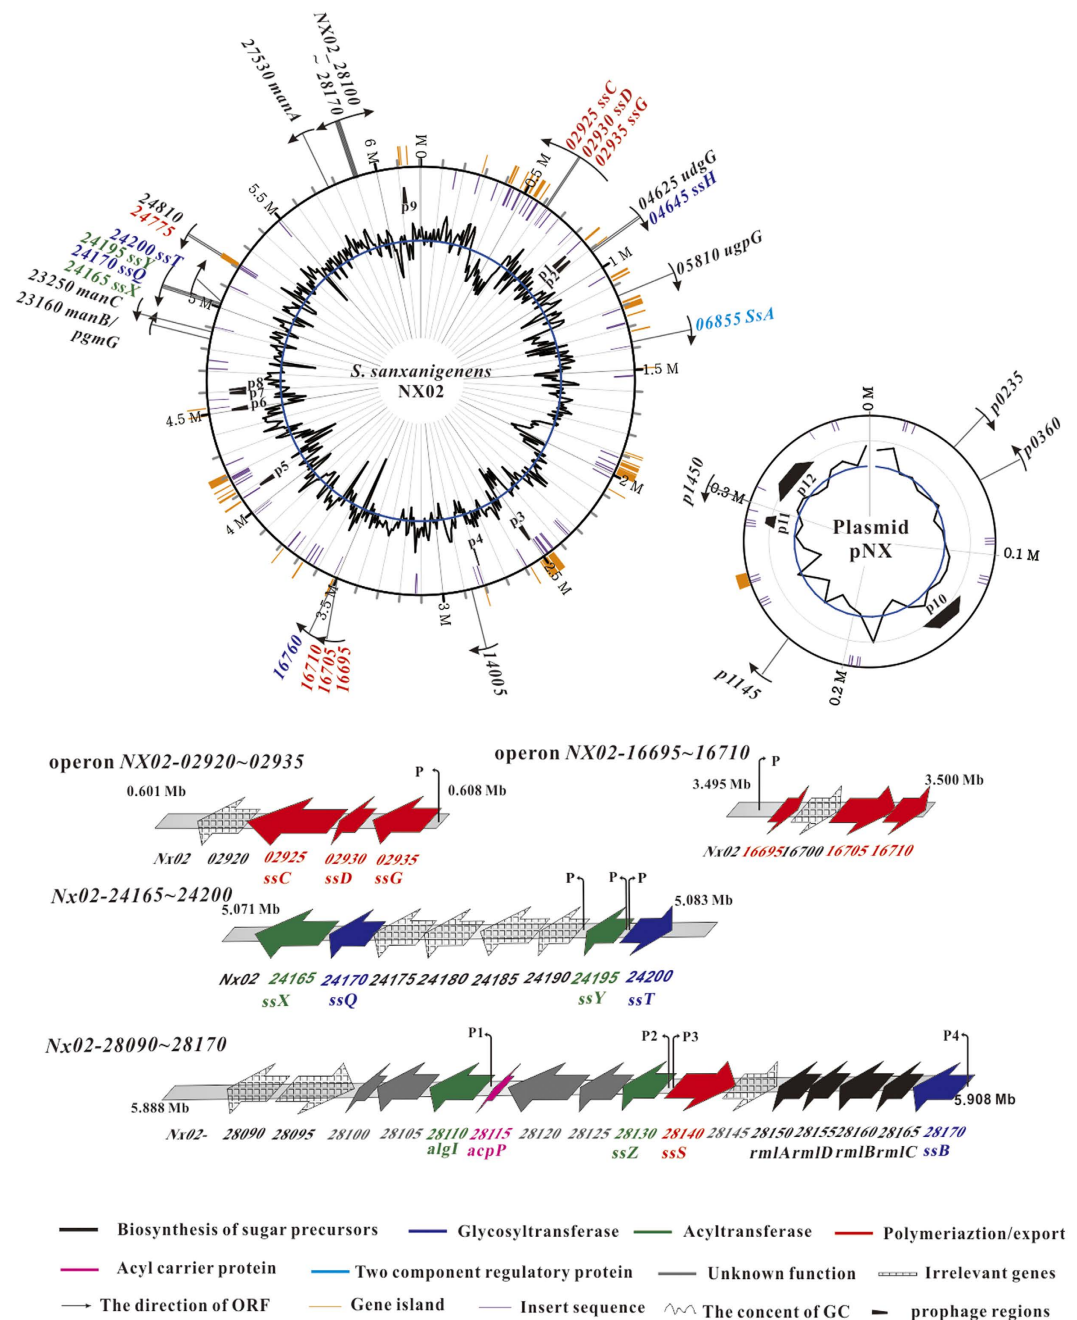 NX02_28100
~ 28170
27530 manA
6 M
0 M
02925 ssC
02930 ssD
02935 ssG
0.5 M
04625 udgG
04645 ssH
5.5 M
p9
24810
24775
24200 ssT
24195 ssY
24170 ssQ
24165 ssX
23250 manC
23160 manB/
pgmG
5 M
p1
p2
1 M
05810 ugpG
06855 SsA
S. sanxanigenens
NX02
1.5 M
p8
p7
p6
4.5 M
p5
4 M
p3
p4
2 M
2.5 M
3 M
3.5 M
16760
16710
16705
16695
14005
0 M
p0235
p0360
p1450
0.3 M
p12
p11
Plasmid
pNX
0.1 M
p10
0.2 M
p1145
operon NX02-02920~02935
0.601 Mb
P
0.608 Mb
Nx02 02920 02925 02930 02935
ssC ssD ssG
operon NX02-16695~16710
3.495 Mb
P
3.500 Mb
Nx02 16695 16700 16705 16710
Nx02-24165~24200
5.071 Mb
P P P
5.083 Mb
Nx02 24165 24170 24175 24180 24185 24190 24195 24200
ssX ssQ ssY ssT
Nx02-28090~28170
P1 P2 P3 P4
5.888 Mb
5.908 Mb
Nx02- 28090 28095 28100 28105 28110 28115 28120 28125 28130 28140 28145 28150 28155 28160 28165 28170
algI acpP ssZ ssS rmlA rmlD rmlB rmlC ssB
Biosynthesis of sugar precursors Glycosyltransferase Acyltransferase Polymeriaztion/export
Acyl carrier protein Two component regulatory protein Unknown function Irrelevant genes
The direction of ORF Gene island Insert sequence The concent of GC prophage regions